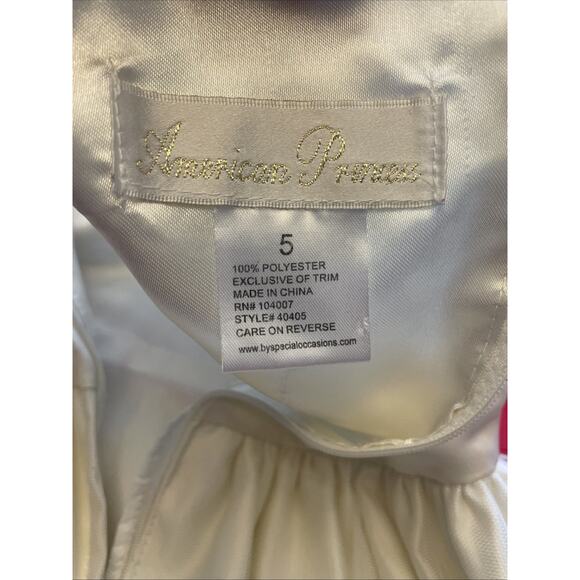 American Princess
5
100% POLYESTER
EXCLUSIVE OF TRIM
MADE IN CHINA
RN# 104007
STYLE# 40405
CARE ON REVERSE
www.byspecialoccasions.com